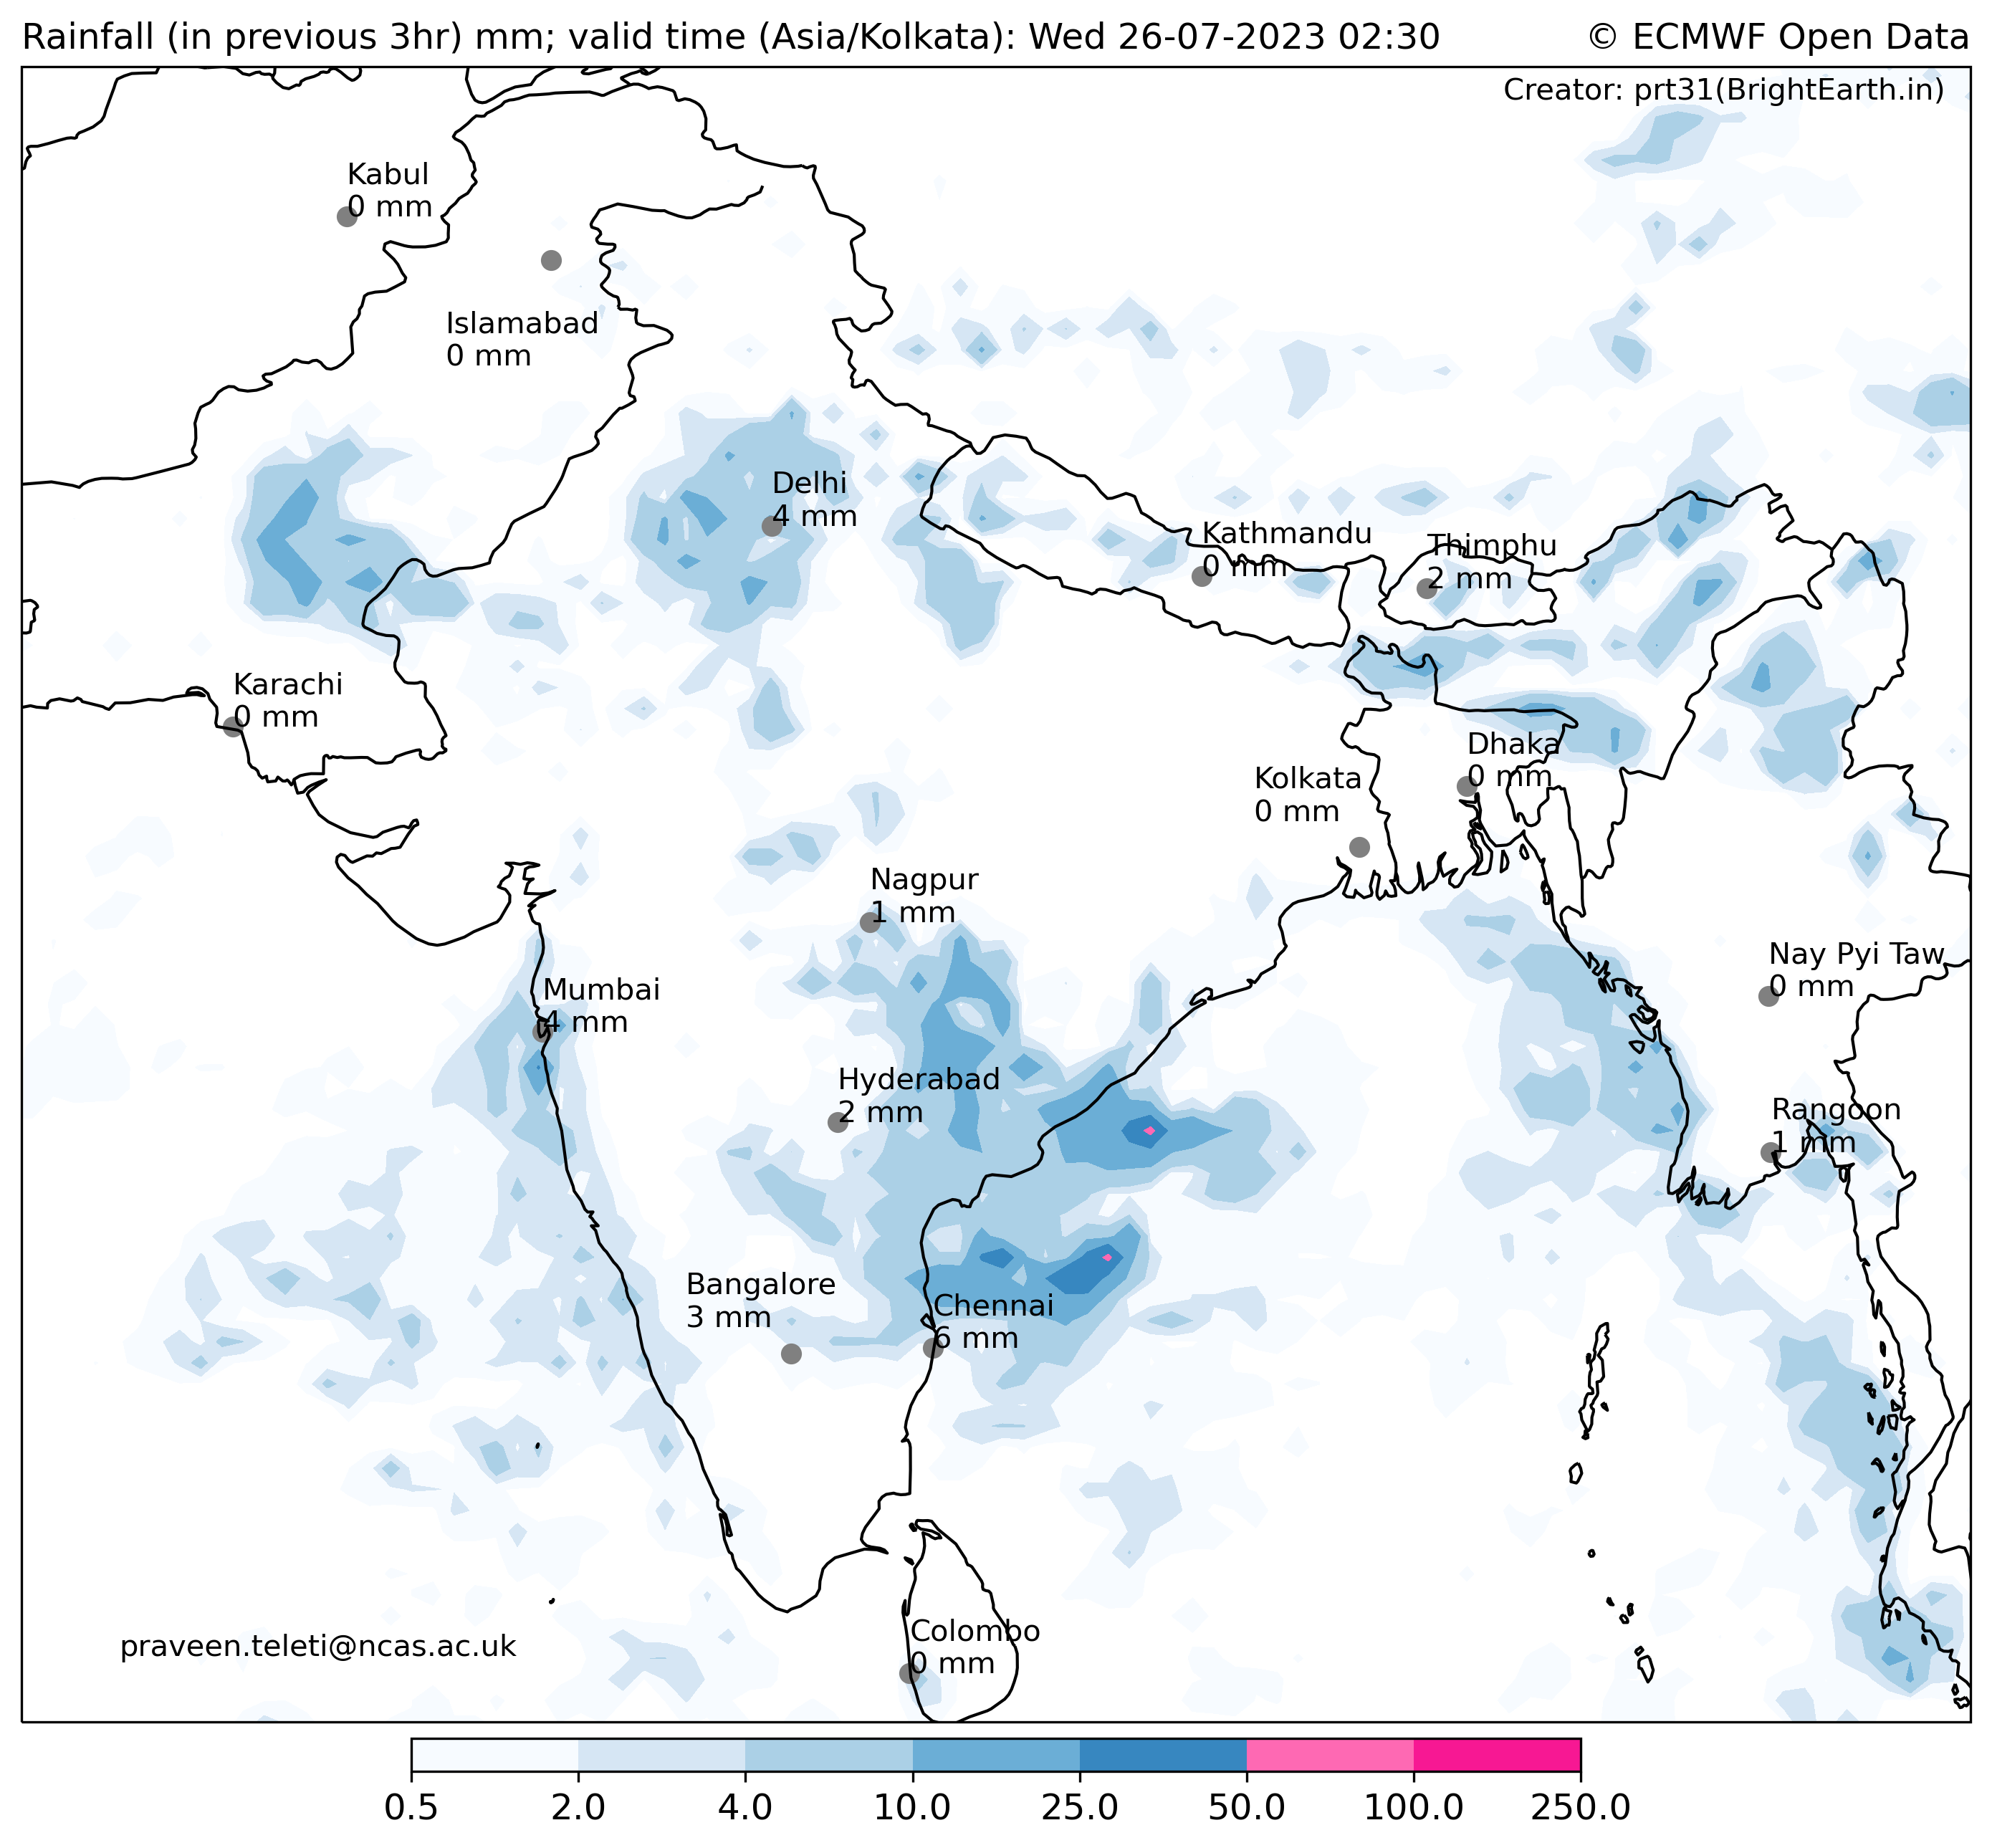 Rainfall (in previous 3hr) mm; valid time (Asia/Kolkata): Wed 26-07-2023 02:30
© ECMWF Open Data
Creator: prt31(BrightEarth.in)
Kabul
0 mm
Islamabad
0 mm
Delhi
4 mm
Kathmandu
0 mm
Thimphu
2 mm
Karachi
0 mm
Dhaka
0 mm
Kolkata
0 mm
Nagpur
1 mm
Nay Pyi Taw
0 mm
Mumbai
4 mm
Hyderabad
2 mm
Rangoon
1 mm
Bangalore
3 mm
Chennai
6 mm
Colombo
0 mm
praveen.teleti@ncas.ac.uk
0.5 2.0 4.0 10.0 25.0 50.0 100.0 250.0